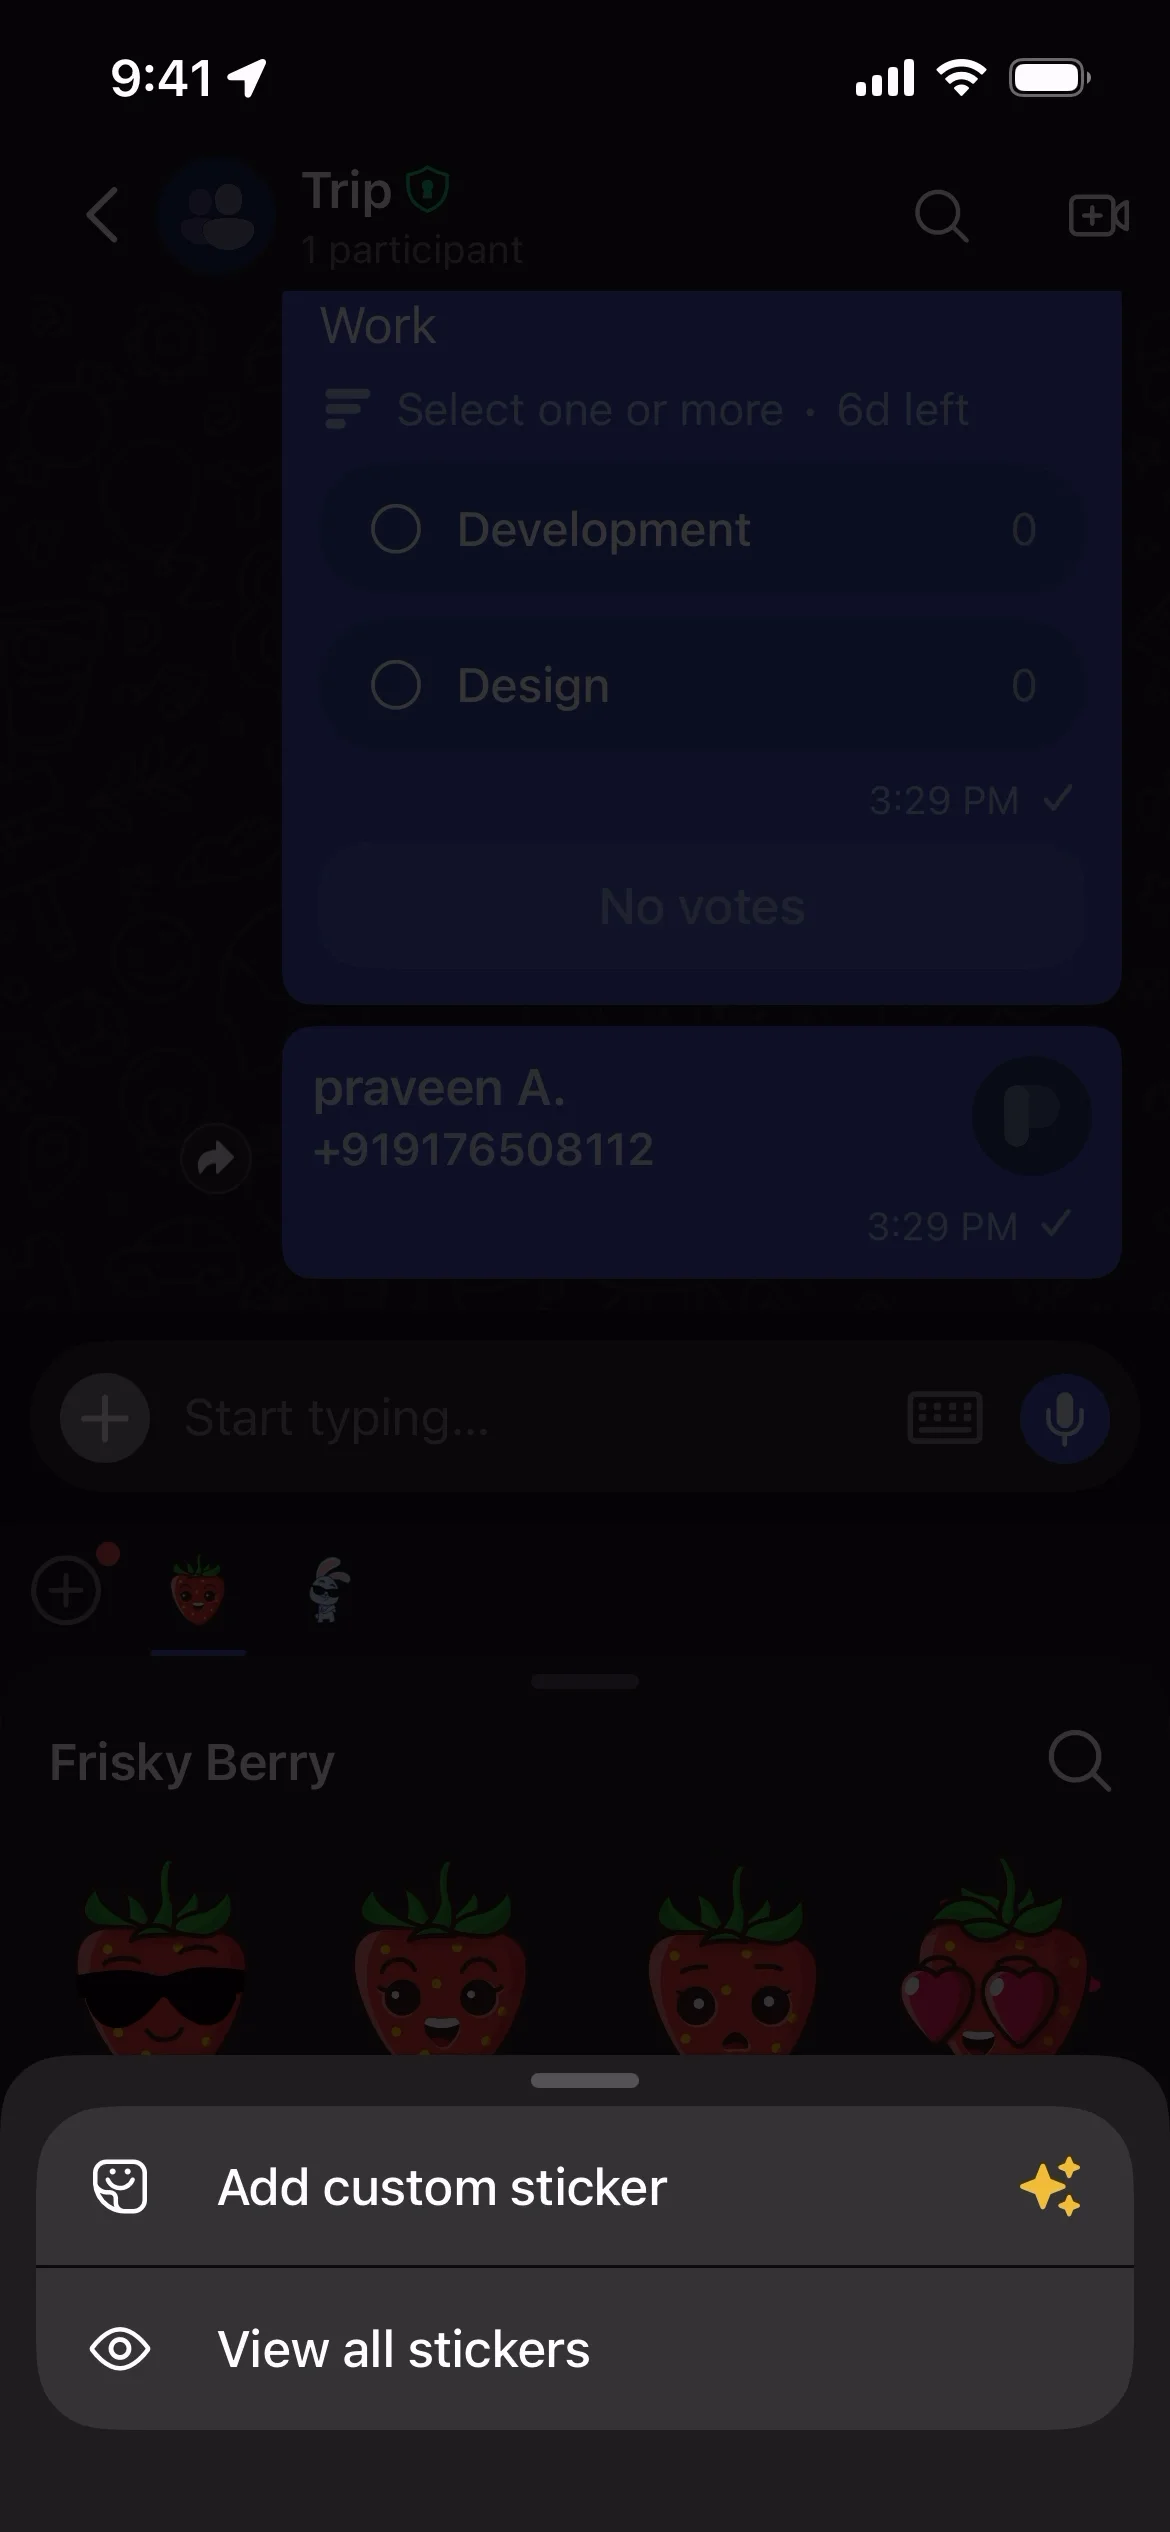 9:41
Trip
1 participant
Work
Select one or more • 6d left
Development 0
Design 0
3:29 PM
No votes
praveen A.
+919176508112
P
3:29 PM
Start typing...
Frisky Berry
Add custom sticker
View all stickers